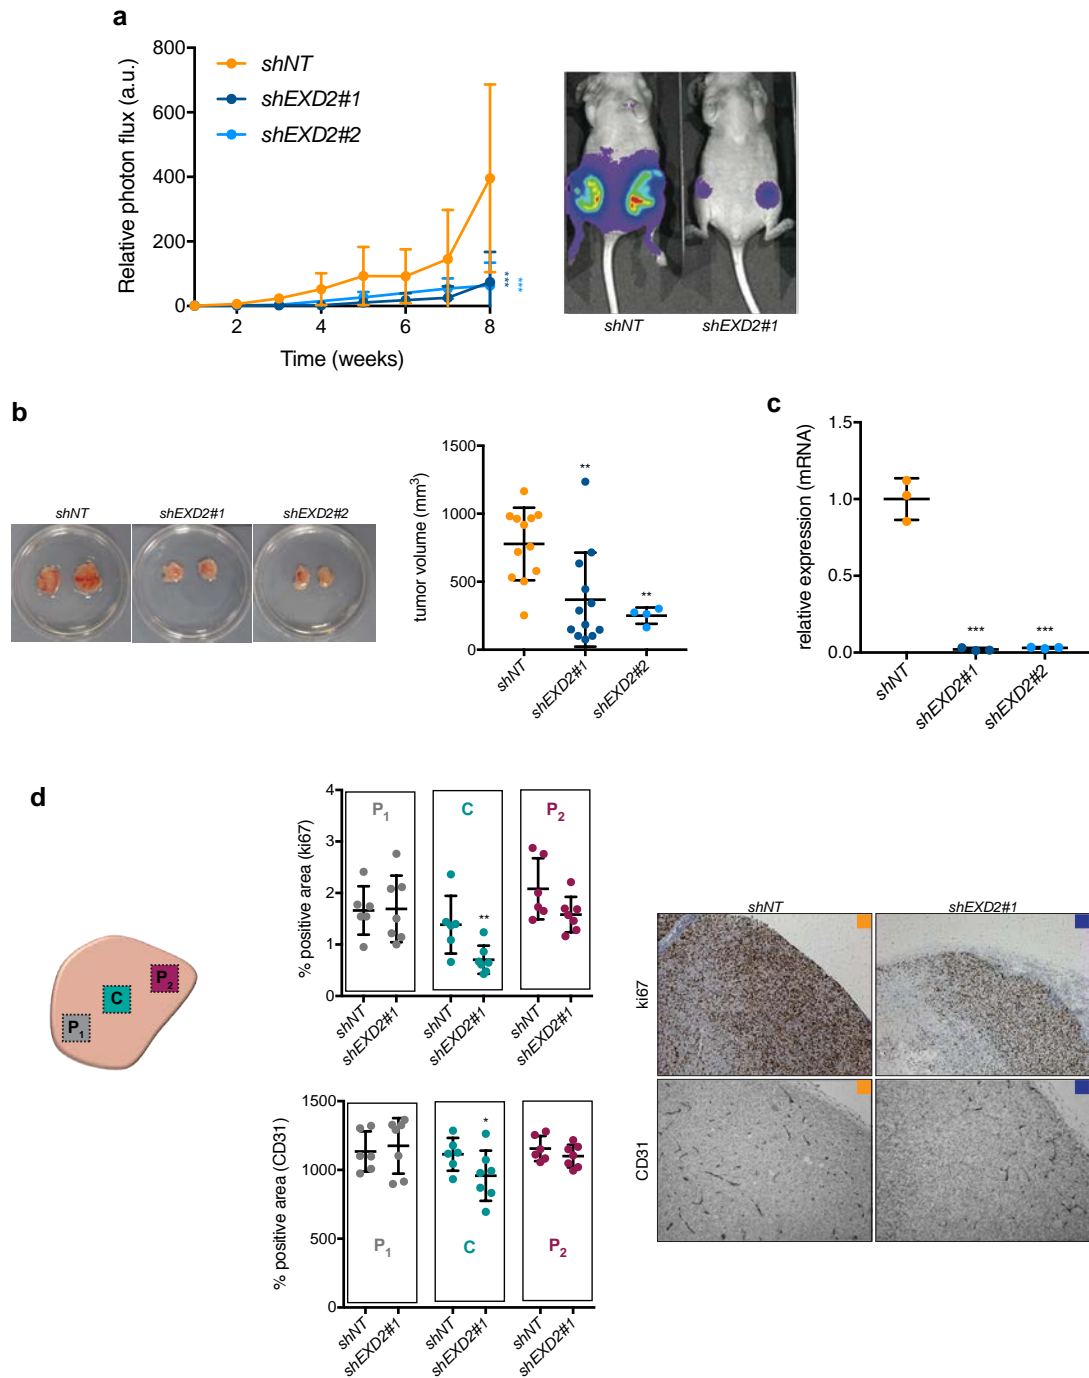 a
Relative photon flux (a.u.)
800
600
400
200
0
2
4
6
8
Time (weeks)
shNT
shEXD2#1
shEXD2#2
***
***
shNT
shEXD2#1
b
shNT
shEXD2#1
shEXD2#2
tumor volume (mm³)
1500
1000
500
0
**
**
shNT
shEXD2#1
shEXD2#2
c
relative expression (mRNA)
1.5
1.0
0.5
0.0
***
***
shNT
shEXD2#1
shEXD2#2
d
P₁
C
P₂
% positive area (ki67)
4
3
2
1
0
P₁
C
P₂
**
shNT
shEXD2#1
shNT
shEXD2#1
shNT
shEXD2#1
% positive area (CD31)
1500
1000
500
0
*
P₁
C
P₂
shNT
shEXD2#1
shNT
shEXD2#1
shNT
shEXD2#1
shNT
shEXD2#1
ki67
CD31